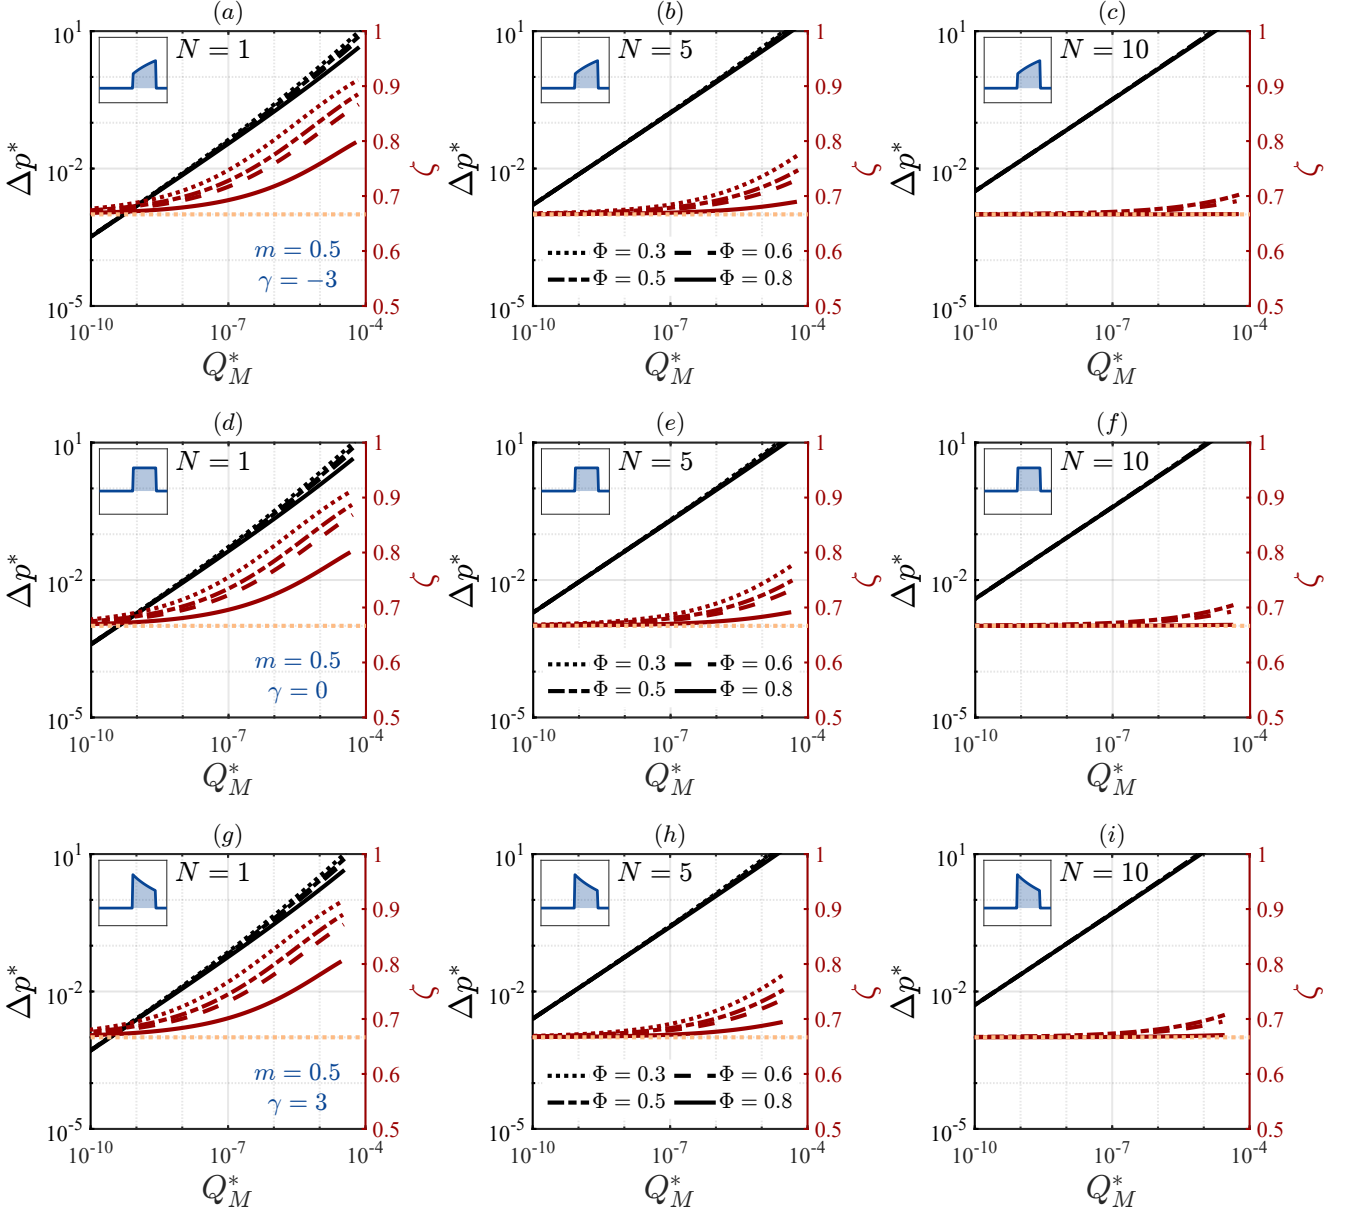 (a)
N = 1
10^1
10^-2
10^-5
Δp*
1
0.9
0.8
0.7
0.6
0.5
ζ
m = 0.5
γ = −3
10^-10
10^-7
10^-4
Q*_M
(b)
N = 5
10^1
10^-2
10^-5
Δp*
1
0.9
0.8
0.7
0.6
0.5
ζ
Φ = 0.3 Φ = 0.6
Φ = 0.5 Φ = 0.8
10^-10
10^-7
10^-4
Q*_M
(c)
N = 10
10^1
10^-2
10^-5
Δp*
1
0.9
0.8
0.7
0.6
0.5
ζ
10^-10
10^-7
10^-4
Q*_M
(d)
N = 1
10^1
10^-2
10^-5
Δp*
1
0.9
0.8
0.7
0.6
0.5
ζ
m = 0.5
γ = 0
10^-10
10^-7
10^-4
Q*_M
(e)
N = 5
10^1
10^-2
10^-5
Δp*
1
0.9
0.8
0.7
0.6
0.5
ζ
Φ = 0.3 Φ = 0.6
Φ = 0.5 Φ = 0.8
10^-10
10^-7
10^-4
Q*_M
(f)
N = 10
10^1
10^-2
10^-5
Δp*
1
0.9
0.8
0.7
0.6
0.5
ζ
10^-10
10^-7
10^-4
Q*_M
(g)
N = 1
10^1
10^-2
10^-5
Δp*
1
0.9
0.8
0.7
0.6
0.5
ζ
m = 0.5
γ = 3
10^-10
10^-7
10^-4
Q*_M
(h)
N = 5
10^1
10^-2
10^-5
Δp*
1
0.9
0.8
0.7
0.6
0.5
ζ
Φ = 0.3 Φ = 0.6
Φ = 0.5 Φ = 0.8
10^-10
10^-7
10^-4
Q*_M
(i)
N = 10
10^1
10^-2
10^-5
Δp*
1
0.9
0.8
0.7
0.6
0.5
ζ
10^-10
10^-7
10^-4
Q*_M